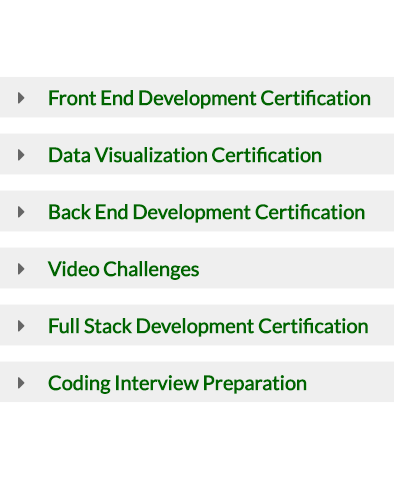 Front End Development Certification
Data Visualization Certification
Back End Development Certification
Video Challenges
Full Stack Development Certification
Coding Interview Preparation